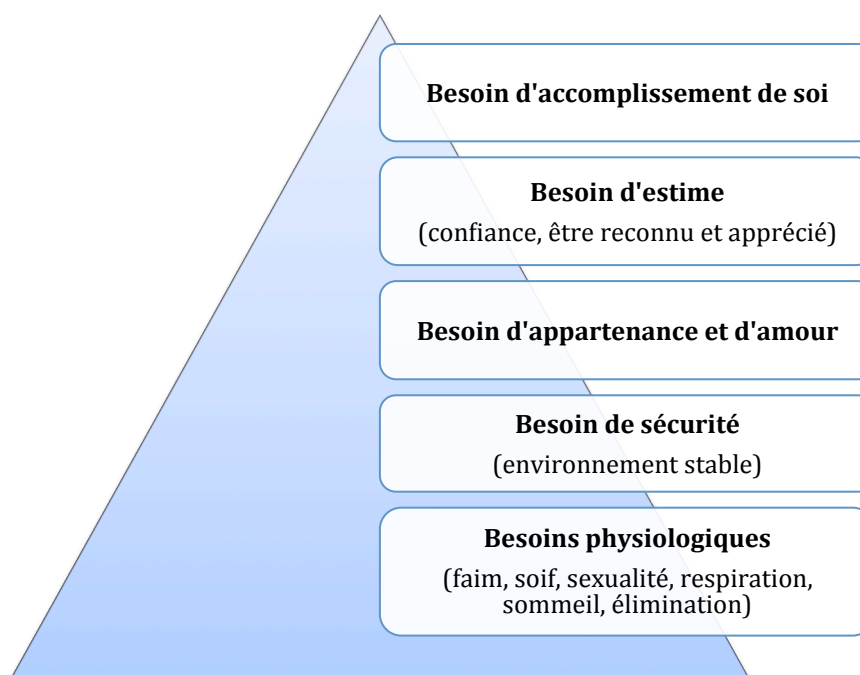 Besoin d'accomplissement de soi
Besoin d'estime
(confiance, être reconnu et apprécié)
Besoin d'appartenance et d'amour
Besoin de sécurité
(environnement stable)
Besoins physiologiques
(faim, soif, sexualité, respiration,
sommeil, élimination)